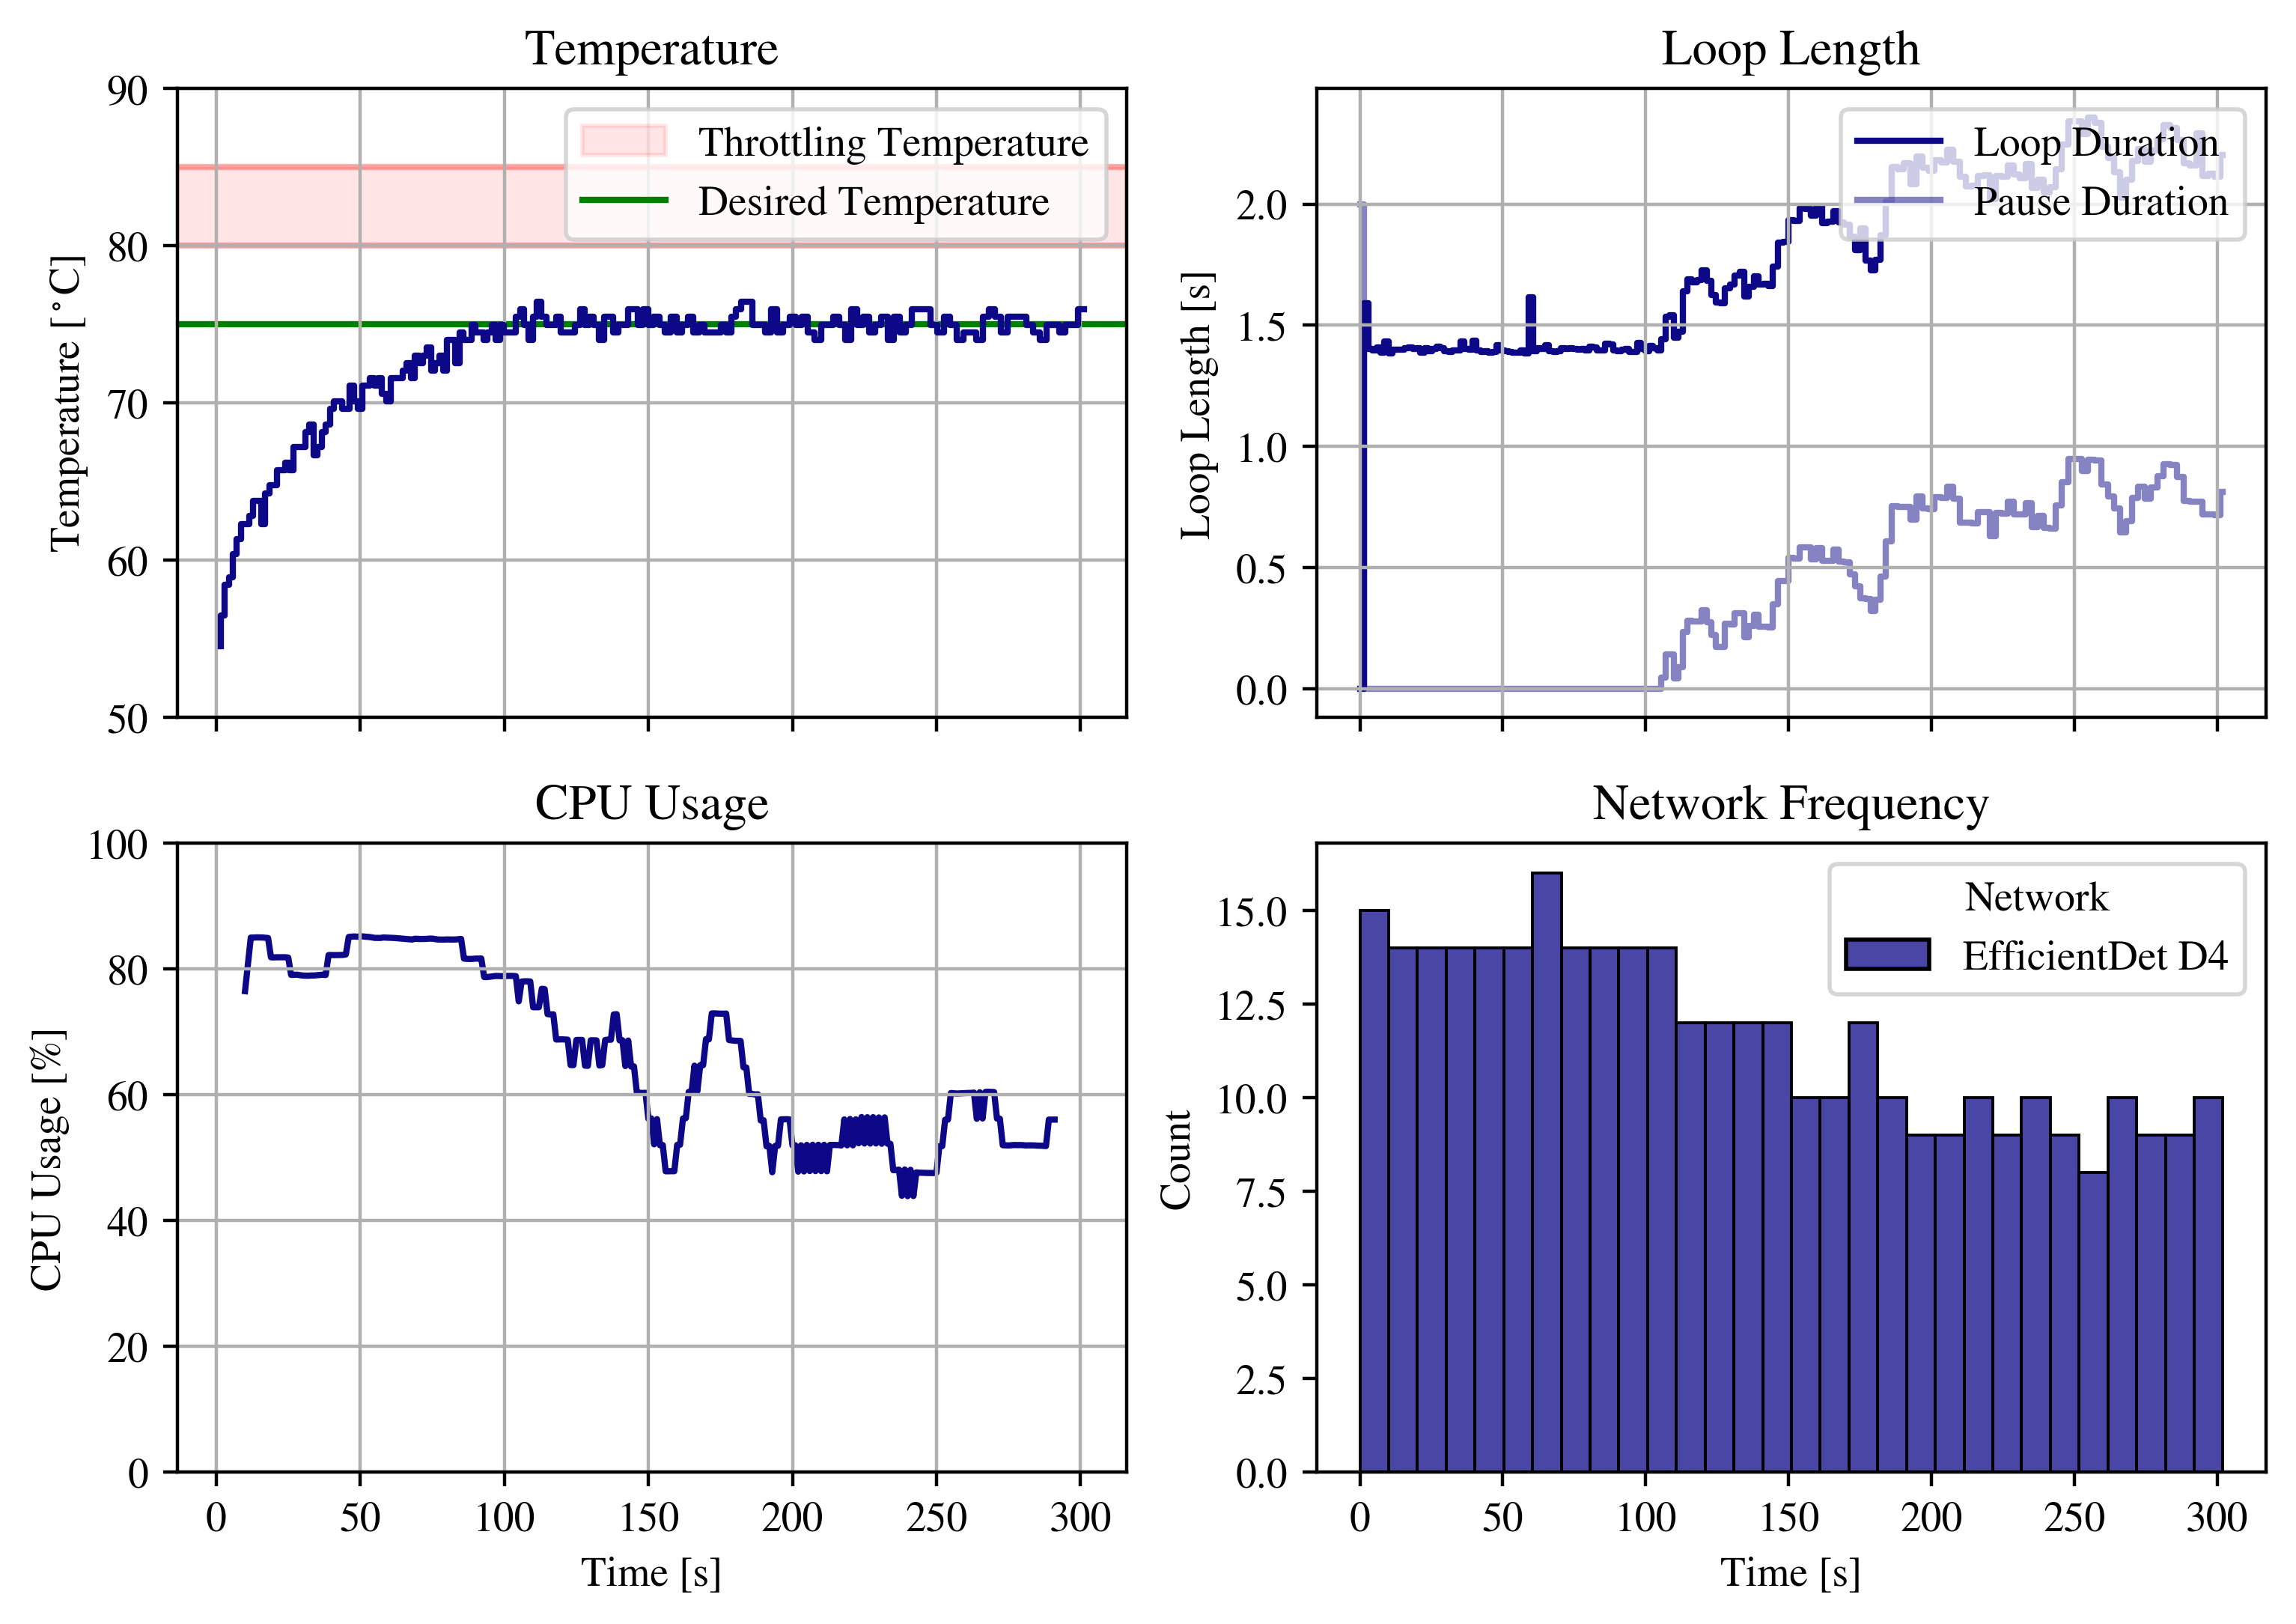 Temperature
90
80
70
60
50
Temperature [°C]
Throttling Temperature
Desired Temperature
Loop Length
2.0
1.5
1.0
0.5
0.0
Loop Length [s]
Loop Duration
Pause Duration
CPU Usage
100
80
60
40
20
0
CPU Usage [%]
0 50 100 150 200 250 300
Time [s]
Network Frequency
15.0
12.5
10.0
7.5
5.0
2.5
0.0
Count
Network
EfficientDet D4
0 50 100 150 200 250 300
Time [s]